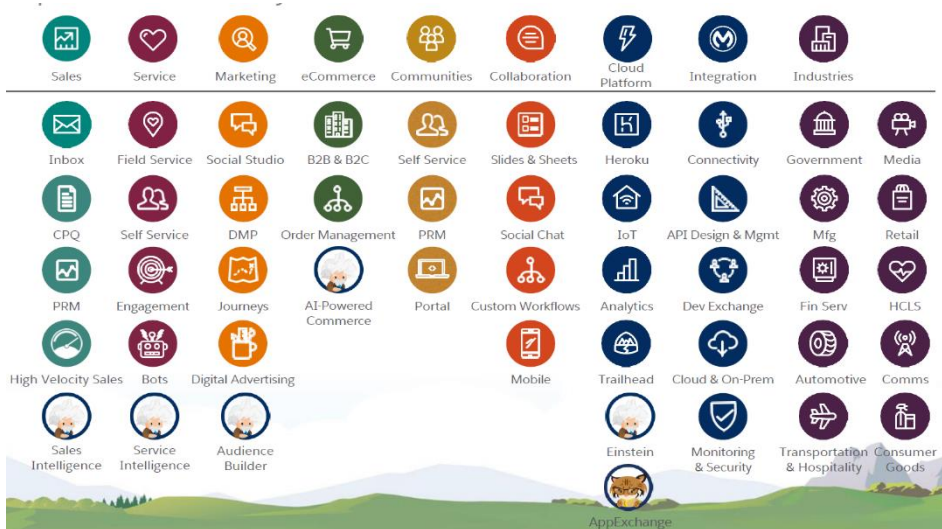 Sales Service Marketing eCommerce Communities Collaboration Cloud Platform Integration Industries
Inbox Field Service Social Studio B2B & B2C Self Service Slides & Sheets Heroku Connectivity Government Media
CPQ Self Service DMP Order Management PRM Social Chat IoT API Design & Mgmt Mfg Retail
PRM Engagement Journeys AI-Powered Commerce Portal Custom Workflows Analytics Dev Exchange Fin Serv HCLS
High Velocity Sales Bots Digital Advertising Mobile Trailhead Cloud & On-Prem Automotive Comms
Sales Intelligence Service Intelligence Audience Builder Einstein Monitoring & Security Transportation & Hospitality Consumer Goods
AppExchange